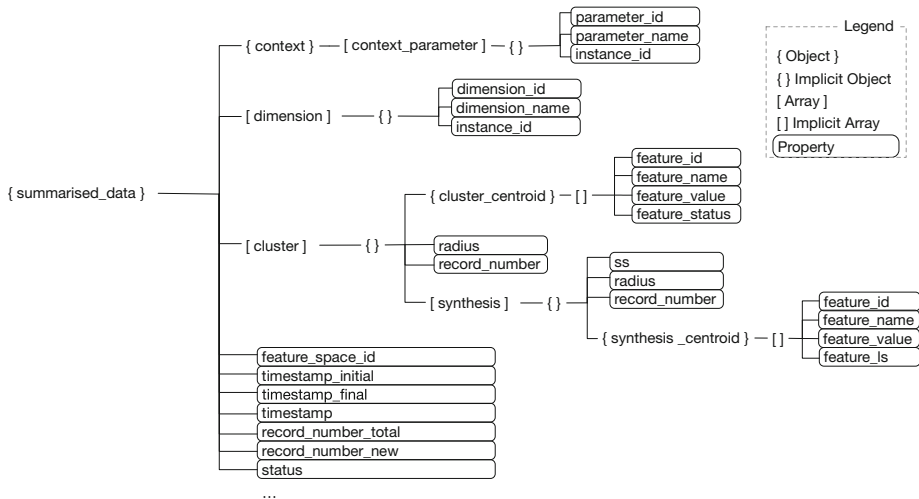 { summarised_data }
{ context }
[ context_parameter ]
{ }
parameter_id
parameter_name
instance_id
[ dimension ]
{ }
dimension_id
dimension_name
instance_id
[ cluster ]
{ }
{ cluster_centroid }
[ ]
feature_id
feature_name
feature_value
feature_status
radius
record_number
[ synthesis ]
{ }
ss
radius
record_number
{ synthesis _centroid }
[ ]
feature_id
feature_name
feature_value
feature_ls
feature_space_id
timestamp_initial
timestamp_final
timestamp
record_number_total
record_number_new
status
...
Legend
{ Object }
{ } Implicit Object
[ Array ]
[ ] Implicit Array
Property